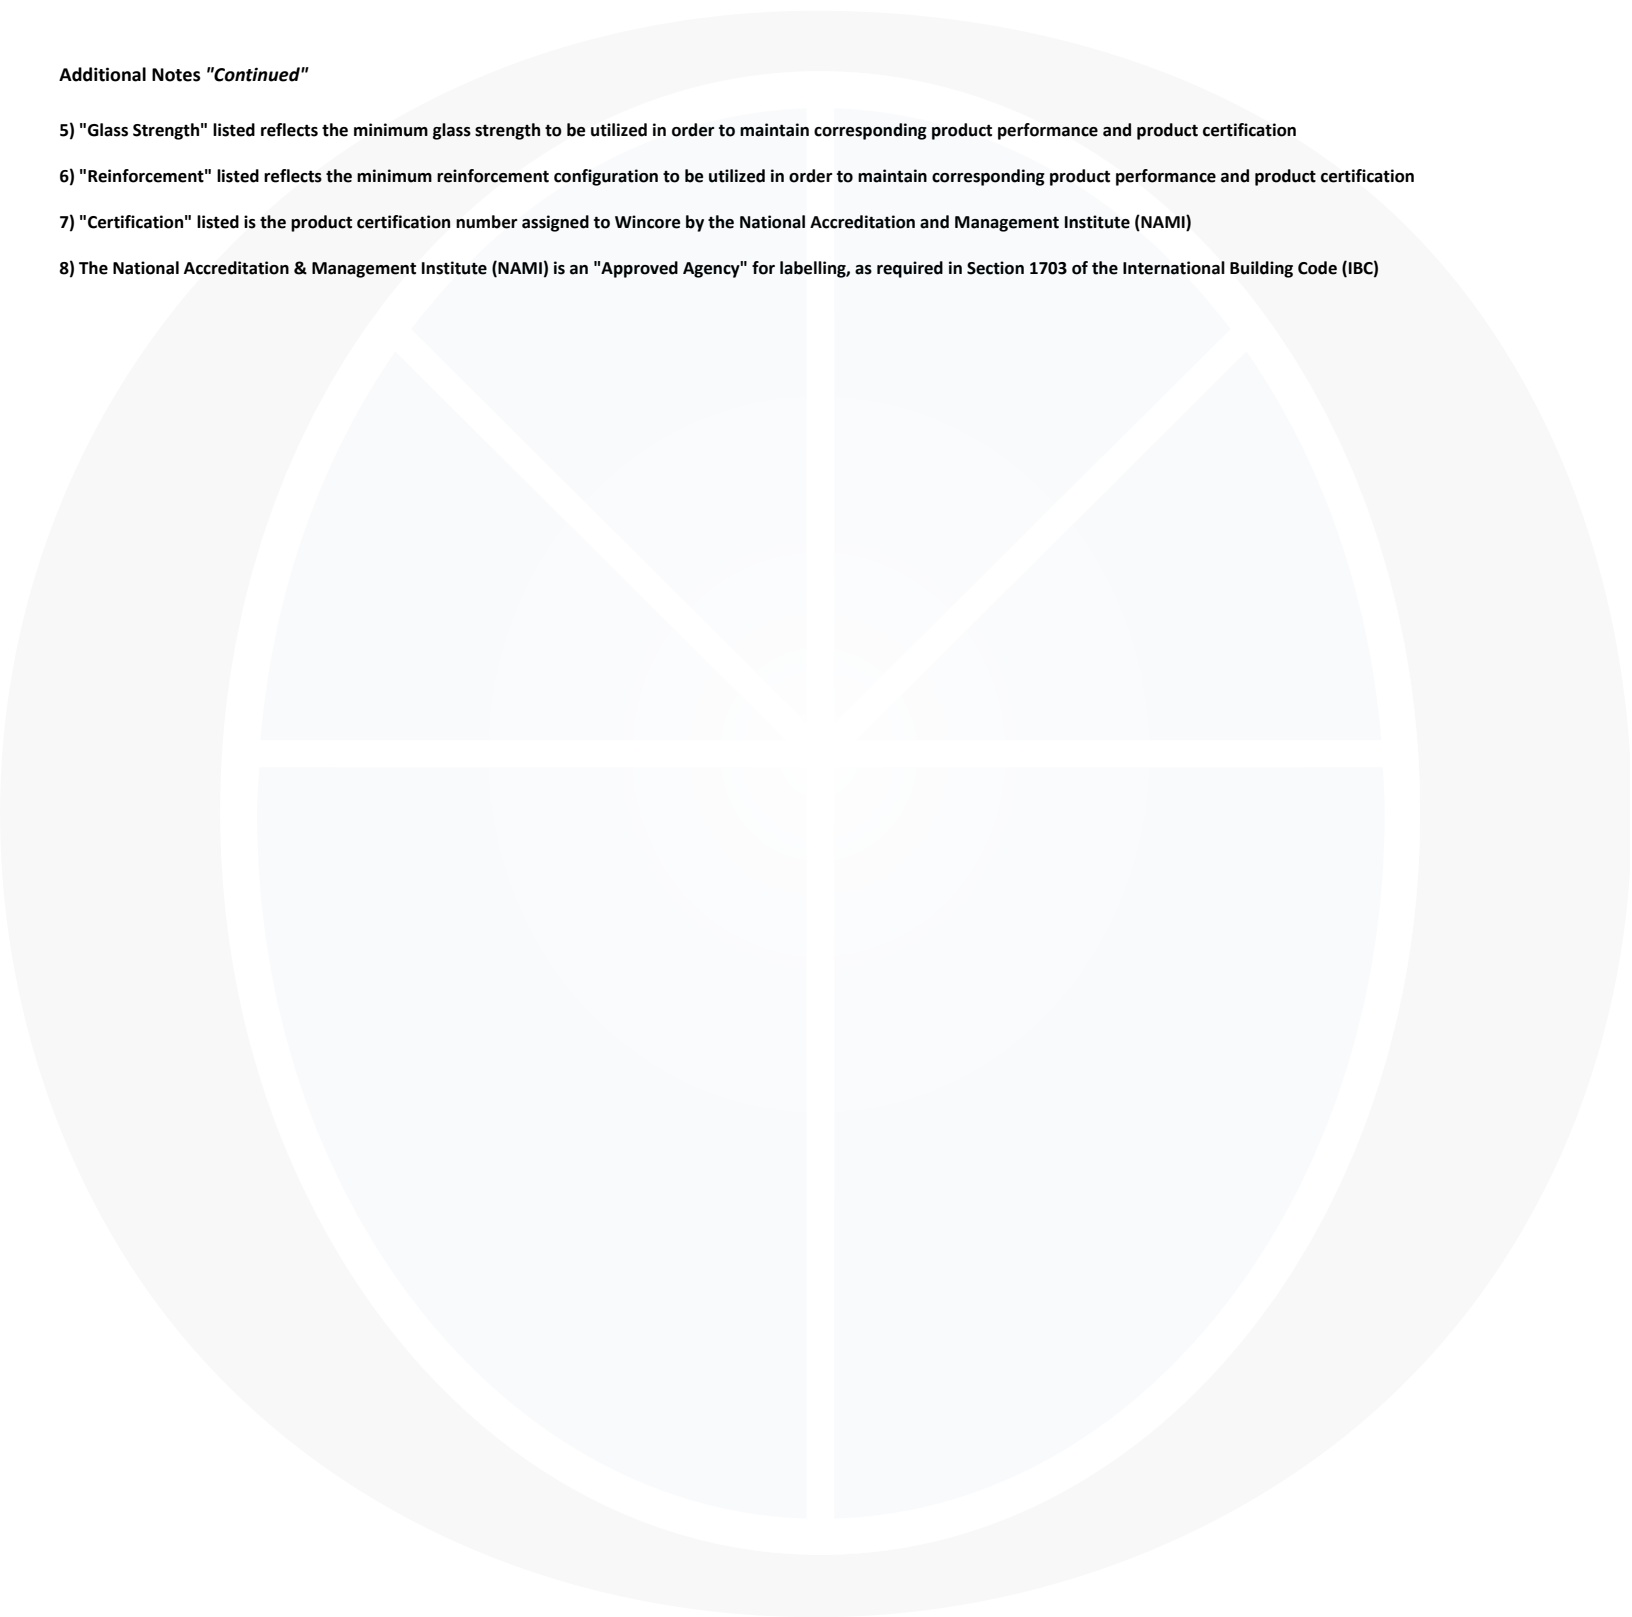 Additional Notes "Continued"
5) "Glass Strength" listed reflects the minimum glass strength to be utilized in order to maintain corresponding product performance and product certification
6) "Reinforcement" listed reflects the minimum reinforcement configuration to be utilized in order to maintain corresponding product performance and product certification
7) "Certification" listed is the product certification number assigned to Wincore by the National Accreditation and Management Institute (NAMI)
8) The National Accreditation & Management Institute (NAMI) is an "Approved Agency" for labelling, as required in Section 1703 of the International Building Code (IBC)